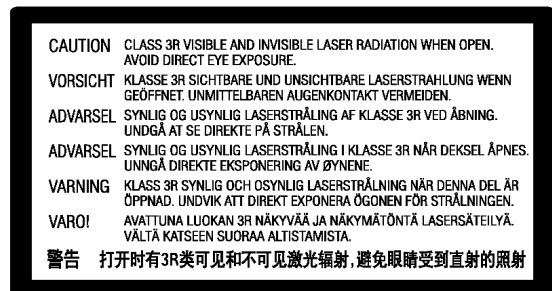 CAUTION CLASS 3R VISIBLE AND INVISIBLE LASER RADIATION WHEN OPEN.
AVOID DIRECT EYE EXPOSURE.
VORSICHT KLASSE 3R SICHTBARE UND UNSICHTBARE LASERSTRAHLUNG WENN
GEÖFFNET. UNMITTELBAREN AUGENKONTAKT VERMEIDEN.
ADVARSEL SYNLIG OG USYNLIG LASERSTRÅLING AF KLASSE 3R VED ÅBNING.
UNDGÅ AT SE DIREKTE PÅ STRÅLEN.
ADVARSEL SYNLIG OG USYNLIG LASERSTRÅLING I KLASSE 3R NÅR DEKSEL ÅPNES.
UNNGÅ DIREKTE EKSPONERING AV ØYNENE.
VARNING KLASS 3R SYNLIG OCH OSYNLIG LASERSTRÅLNING NÄR DENNA DEL ÄR
ÖPPNAD. UNDVIK ATT DIREKT EXPONERA ÖGONEN FÖR STRÅLNINGEN.
VARO! AVATTUNA LUOKAN 3R NÄKYVÄÄ JA NÄKYMÄTÖNTÄ LASERSÄTEILYÄ.
VÄLTÄ KATSEEN SUORAA ALTISTAMISTA.
警告 打开时有3R类可见和不可见激光辐射,避免眼睛受到直射的照射